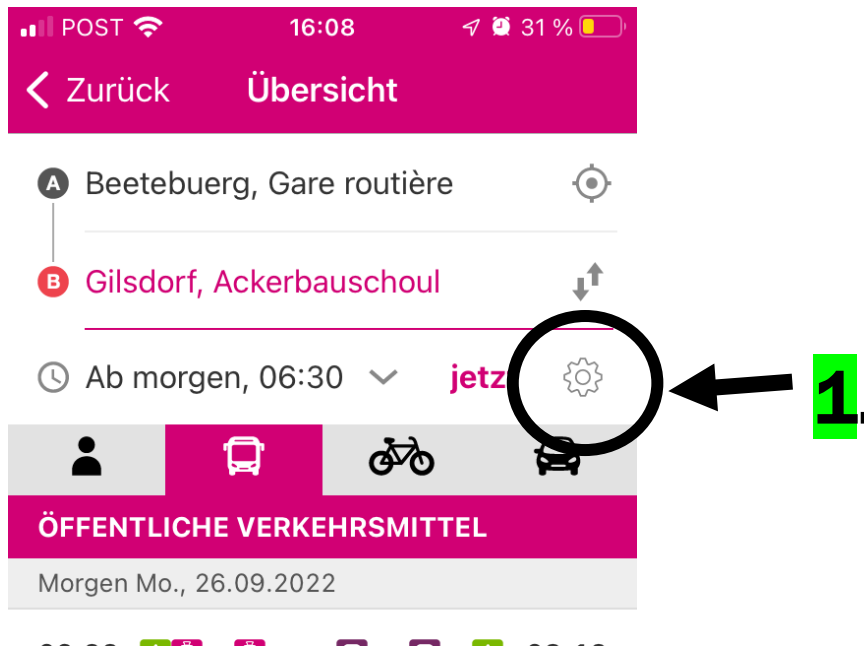 POST 16:08 31 %
Zurück Übersicht
A Beetebuerg, Gare routière
B Gilsdorf, Ackerbauschoul
Ab morgen, 06:30 jetz
1.
ÖFFENTLICHE VERKEHRSMITTEL
Morgen Mo., 26.09.2022